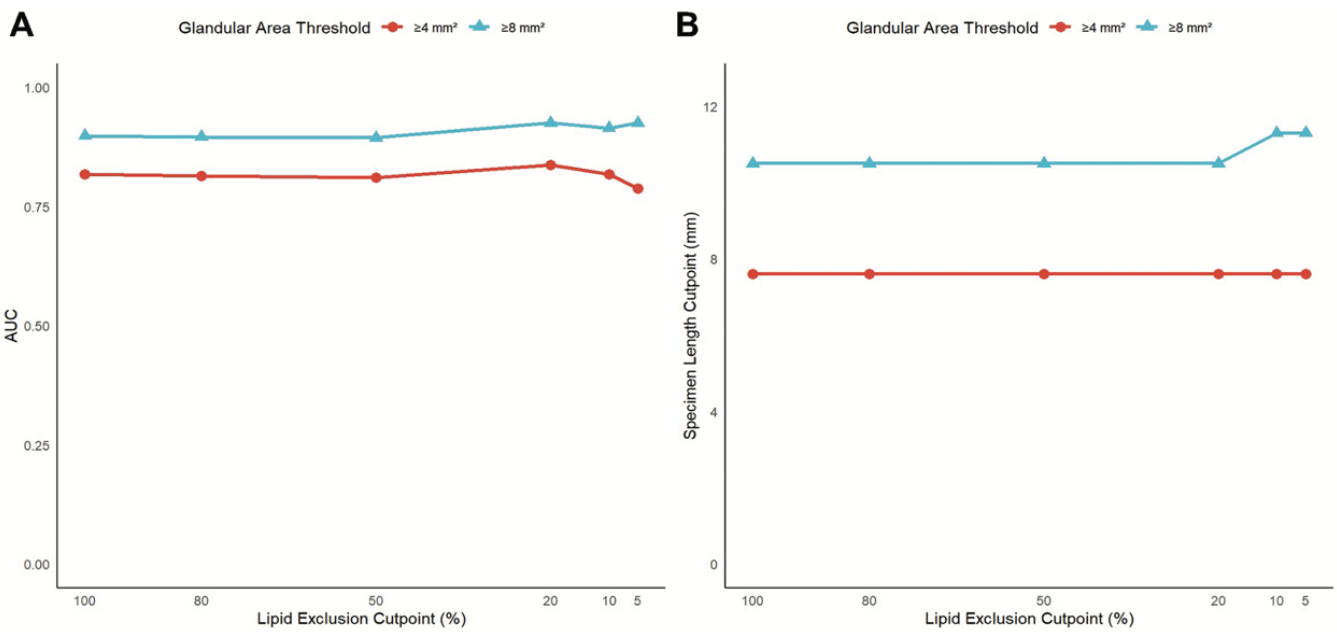 A
Glandular Area Threshold ≥4 mm² ≥8 mm²
1.00
0.75
0.50
0.25
0.00
AUC
100 80 50 20 10 5
Lipid Exclusion Cutpoint (%)
B
Glandular Area Threshold ≥4 mm² ≥8 mm²
12
8
4
0
Specimen Length Cutpoint (mm)
100 80 50 20 10 5
Lipid Exclusion Cutpoint (%)